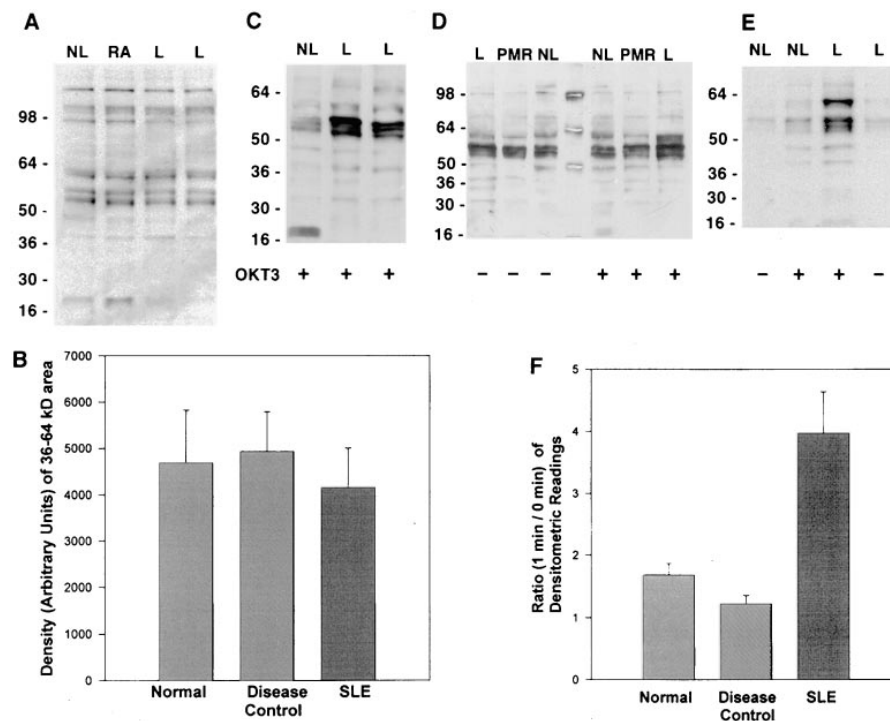 A
NL RA L L
98 -
64 -
50 -
36 -
30 -
16 -
C
NL L L
64 -
50 -
36 -
30 -
16 -
OKT3 + + +
D
L PMR NL NL PMR L
98 -
64 -
50 -
36 -
30 -
16 -
- - - + + +
E
NL NL L L
64 -
50 -
36 -
30 -
16 -
- + + -
B
Density (Arbitrary Units) of 36-64 kD area
7000
6000
5000
4000
3000
2000
1000
0
Normal Disease Control SLE
F
Ratio (1 min / 0 min) of
Densitometric Readings
5
4
3
2
1
0
Normal Disease Control SLE